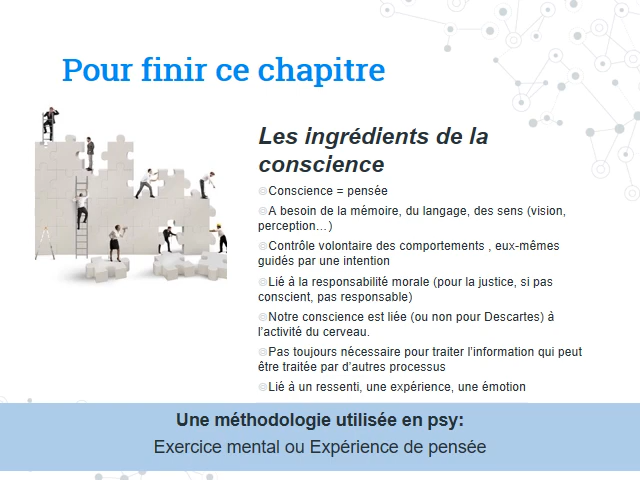 Pour finir ce chapitre
Les ingrédients de la
conscience
Conscience = pensée
A besoin de la mémoire, du langage, des sens (vision,
perception…)
Contrôle volontaire des comportements , eux-mêmes
guidés par une intention
Lié à la responsabilité morale (pour la justice, si pas
conscient, pas responsable)
Notre conscience est liée (ou non pour Descartes) à
l’activité du cerveau.
Pas toujours nécessaire pour traiter l’information qui peut
être traitée par d’autres processus
Lié à un ressenti, une expérience, une émotion
Une méthodologie utilisée en psy:
Exercice mental ou Expérience de pensée